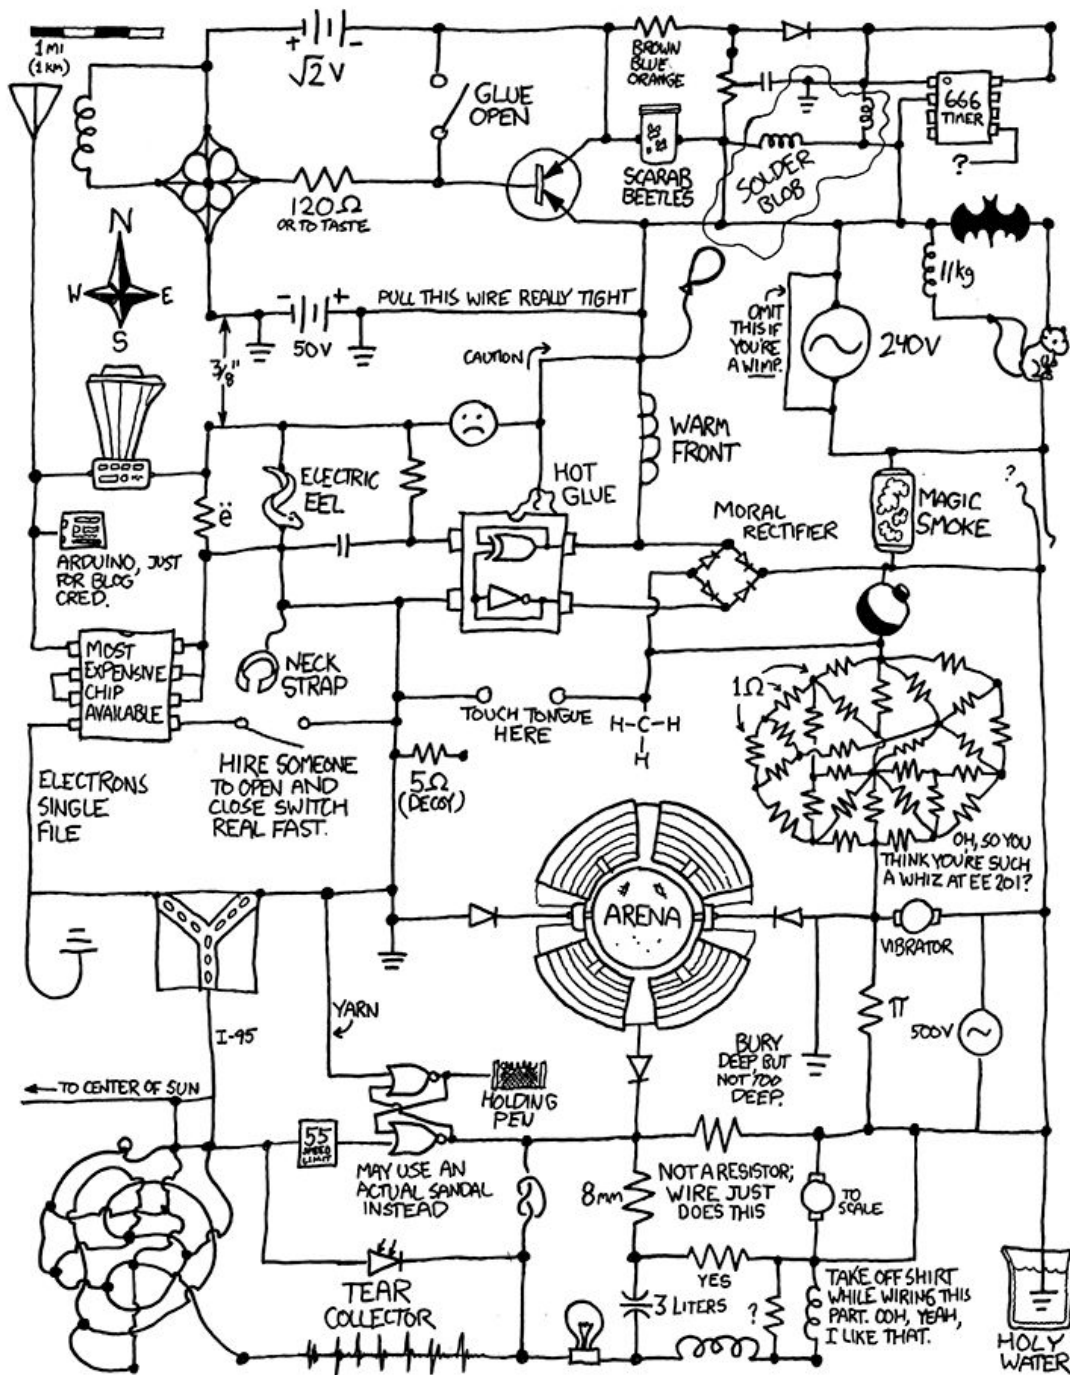 1 MI
(1 KM)
+ -
√2 V
GLUE
OPEN
BROWN
BLUE
ORANGE
666
TIMER
?
SCARAB
BEETLES
SOLDER
BLOB
120Ω
OR TO TASTE
N
W E
S
- +
50V
PULL THIS WIRE REALLY TIGHT
3/8"
CAUTION
OMIT
THIS IF
YOU'RE
A WIMP.
240V
11kg
WARM
FRONT
ELECTRIC
EEL
ë
HOT
GLUE
MORAL
RECTIFIER
MAGIC
SMOKE
?
ARDUINO, JUST
FOR BLOG
CRED.
MOST
EXPENSIVE
CHIP
AVAILABLE
NECK
STRAP
TOUCH TONGUE
HERE
H-C-H
H
1Ω
HIRE SOMEONE
TO OPEN AND
CLOSE SWITCH
REAL FAST.
5Ω
(DECOY)
ELECTRONS
SINGLE
FILE
OH, SO YOU
THINK YOU'RE SUCH
A WHIZ AT EE 201?
ARENA
VIBRATOR
YARN
π
500V
I-95
BURY
DEEP, BUT
NOT TOO
DEEP.
TO CENTER OF SUN
HOLDING
PEN
55
SPEED
LIMIT
MAY USE AN
ACTUAL SANDAL
INSTEAD
NOT A RESISTOR;
WIRE JUST
DOES THIS
8mm
TO
SCALE
YES
TEAR
COLLECTOR
3 LITERS
?
TAKE OFF SHIRT
WHILE WIRING THIS
PART. OOH, YEAH,
I LIKE THAT.
HOLY
WATER